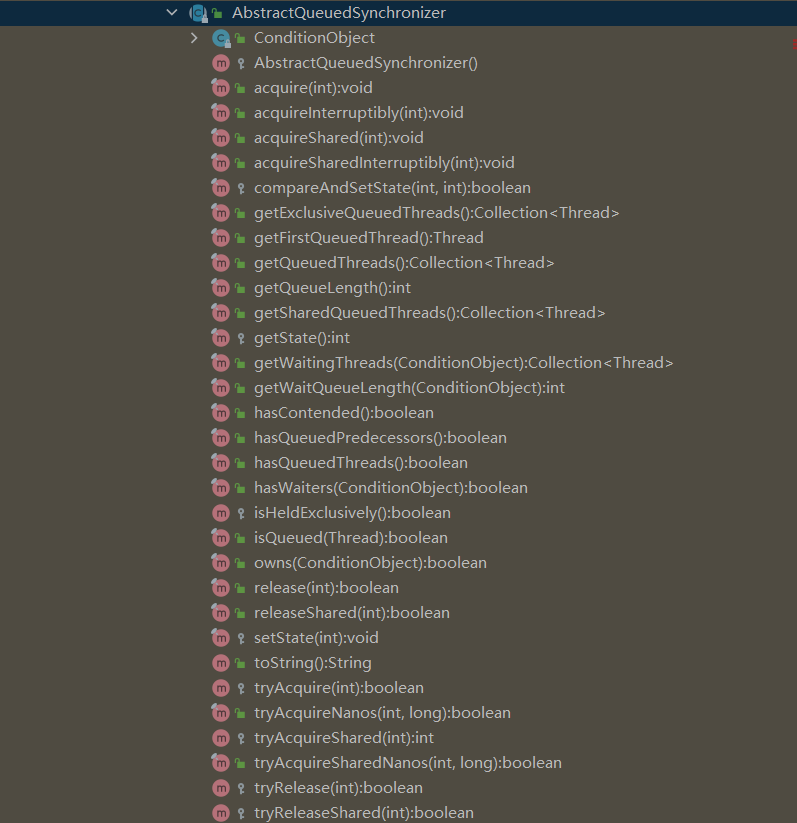 AbstractQueuedSynchronizer
ConditionObject
AbstractQueuedSynchronizer()
acquire(int):void
acquireInterruptibly(int):void
acquireShared(int):void
acquireSharedInterruptibly(int):void
compareAndSetState(int, int):boolean
getExclusiveQueuedThreads():Collection<Thread>
getFirstQueuedThread():Thread
getQueuedThreads():Collection<Thread>
getQueueLength():int
getSharedQueuedThreads():Collection<Thread>
getState():int
getWaitingThreads(ConditionObject):Collection<Thread>
getWaitQueueLength(ConditionObject):int
hasContended():boolean
hasQueuedPredecessors():boolean
hasQueuedThreads():boolean
hasWaiters(ConditionObject):boolean
isHeldExclusively():boolean
isQueued(Thread):boolean
owns(ConditionObject):boolean
release(int):boolean
releaseShared(int):boolean
setState(int):void
toString():String
tryAcquire(int):boolean
tryAcquireNanos(int, long):boolean
tryAcquireShared(int):int
tryAcquireSharedNanos(int, long):boolean
tryRelease(int):boolean
tryReleaseShared(int):boolean